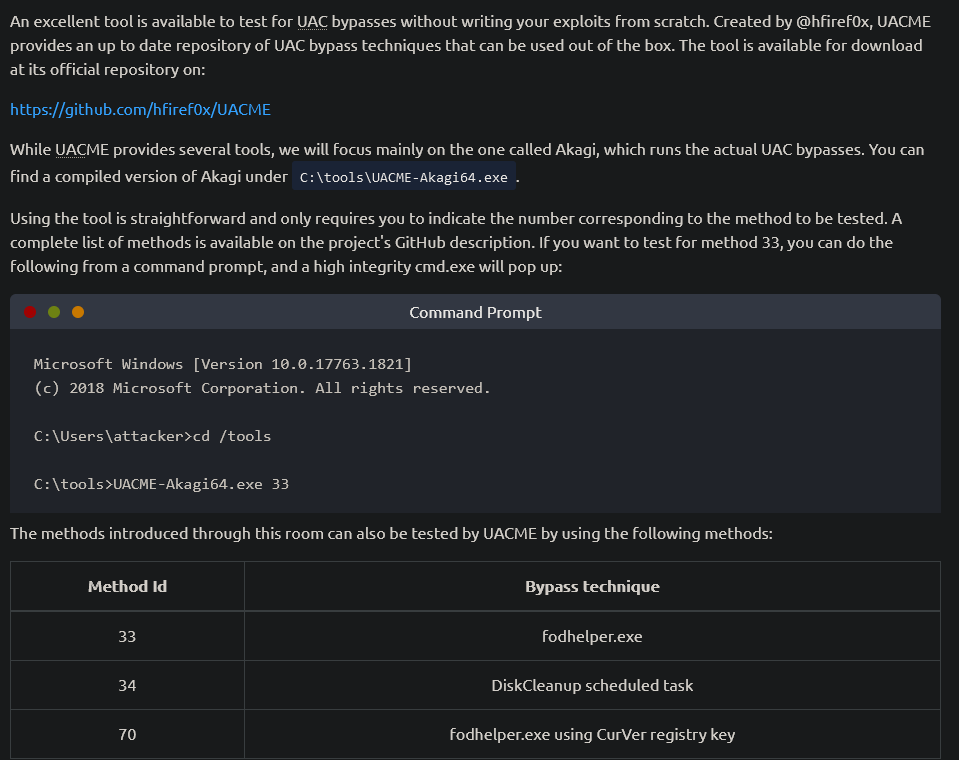 An excellent tool is available to test for UAC bypasses without writing your exploits from scratch. Created by @hfiref0x, UACME
provides an up to date repository of UAC bypass techniques that can be used out of the box. The tool is available for download
at its official repository on:
https://github.com/hfiref0x/UACME
While UACME provides several tools, we will focus mainly on the one called Akagi, which runs the actual UAC bypasses. You can
find a compiled version of Akagi under C:\tools\UACME-Akagi64.exe .
Using the tool is straightforward and only requires you to indicate the number corresponding to the method to be tested. A
complete list of methods is available on the project's GitHub description. If you want to test for method 33, you can do the
following from a command prompt, and a high integrity cmd.exe will pop up:
Command Prompt
Microsoft Windows [Version 10.0.17763.1821]
(c) 2018 Microsoft Corporation. All rights reserved.
C:\Users\attacker>cd /tools
C:\tools>UACME-Akagi64.exe 33
The methods introduced through this room can also be tested by UACME by using the following methods:
Method Id Bypass technique
33 fodhelper.exe
34 DiskCleanup scheduled task
70 fodhelper.exe using CurVer registry key